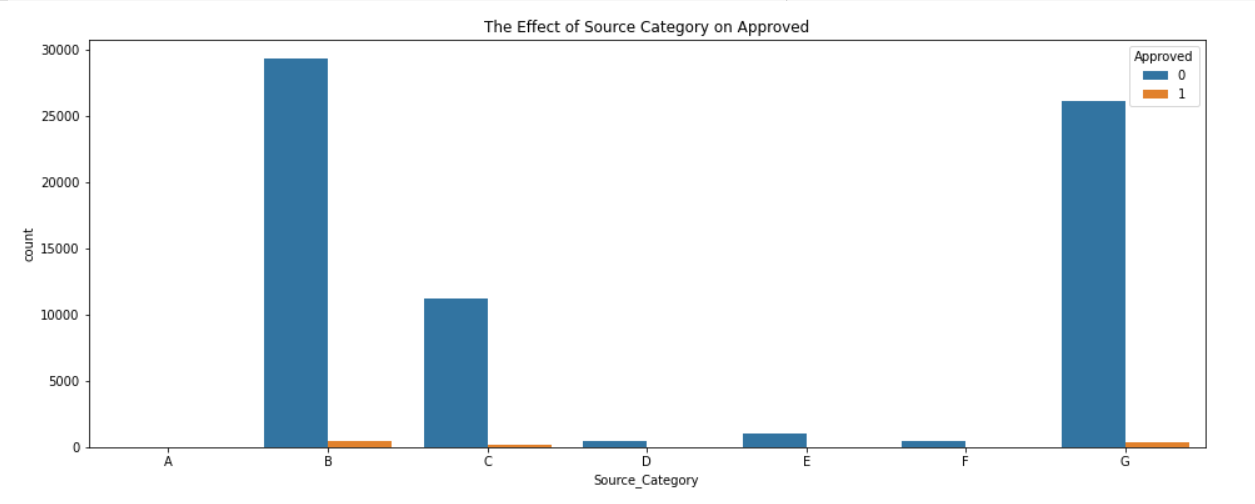 The Effect of Source Category on Approved
Approved
0
1
30000
25000
20000
15000
10000
5000
0
count
A B C D E F G
Source_Category